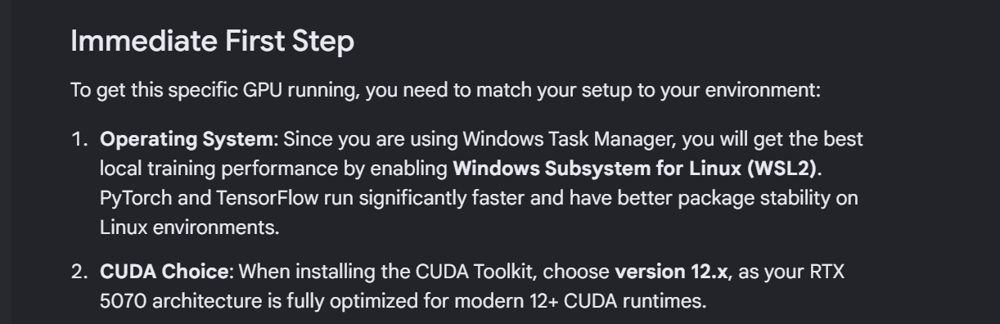 Immediate First Step
To get this specific GPU running, you need to match your setup to your environment:
1. Operating System: Since you are using Windows Task Manager, you will get the best
local training performance by enabling Windows Subsystem for Linux (WSL2).
PyTorch and TensorFlow run significantly faster and have better package stability on
Linux environments.
2. CUDA Choice: When installing the CUDA Toolkit, choose version 12.x, as your RTX
5070 architecture is fully optimized for modern 12+ CUDA runtimes.